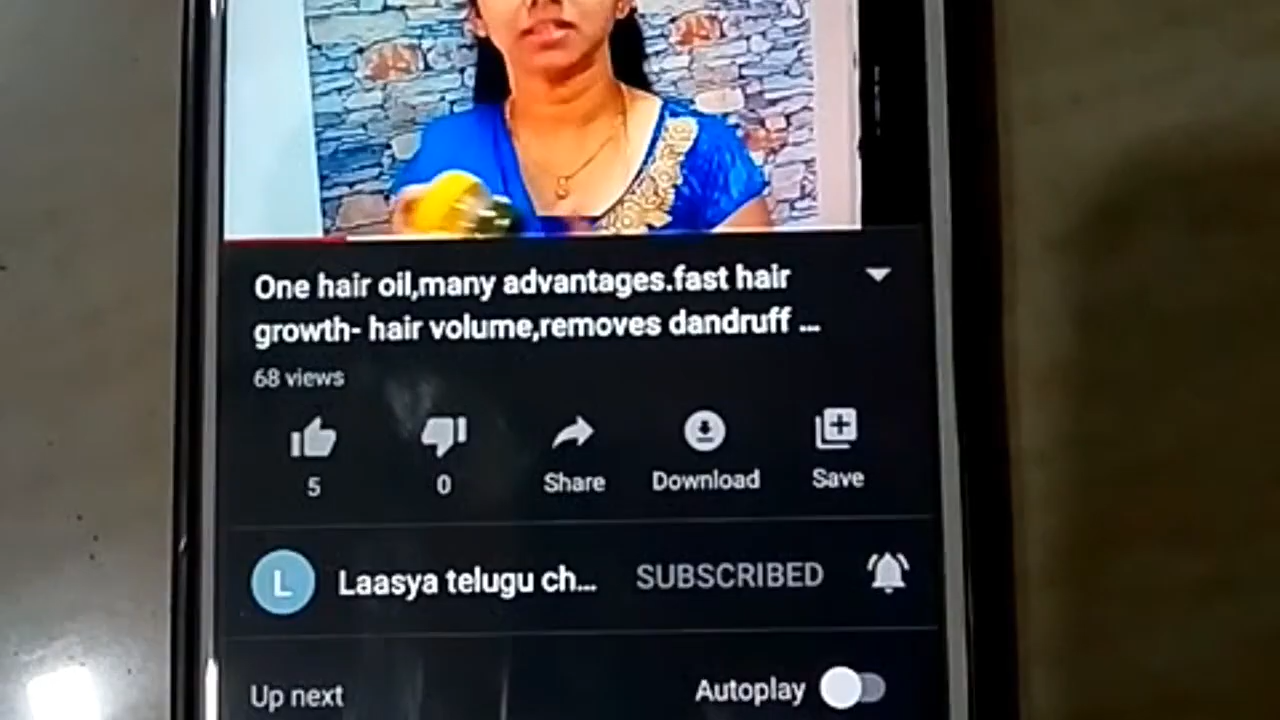 One hair oil,many advantages.fast hair
growth- hair volume,removes dandruff ...
68 views
5
0
Share
Download
Save
L
Laasya telugu ch...
SUBSCRIBED
Up next
Autoplay